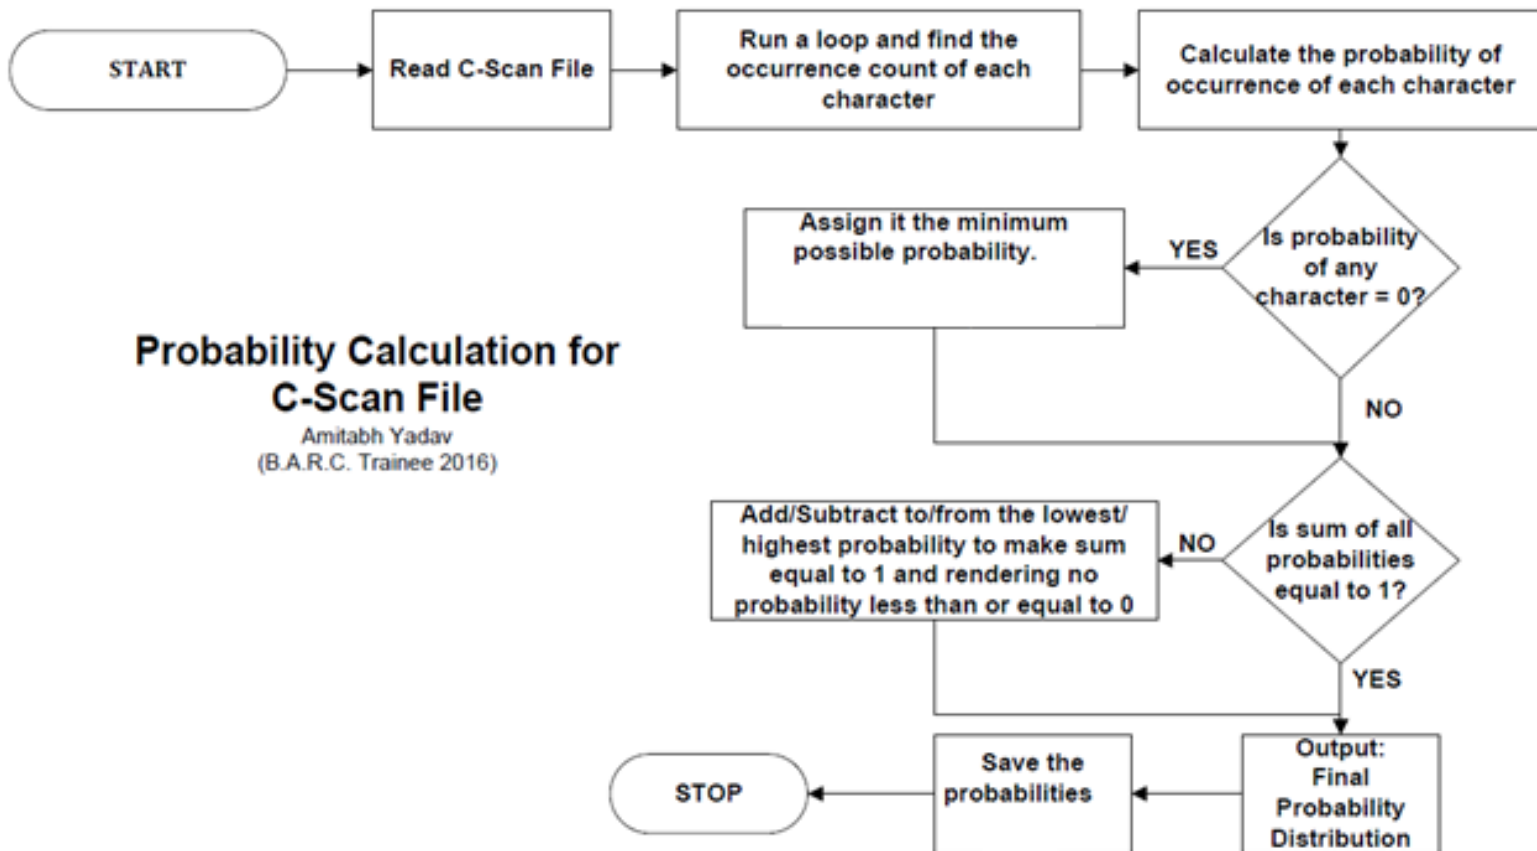 START
Read C-Scan File
Run a loop and find the
occurrence count of each
character
Calculate the probability of
occurrence of each character
Is probability
of any
character = 0?
YES
Assign it the minimum
possible probability.
NO
Probability Calculation for
C-Scan File
Amitabh Yadav
(B.A.R.C. Trainee 2016)
Is sum of all
probabilities
equal to 1?
NO
Add/Subtract to/from the lowest/
highest probability to make sum
equal to 1 and rendering no
probability less than or equal to 0
YES
Output:
Final
Probability
Distribution
Save the
probabilities
STOP